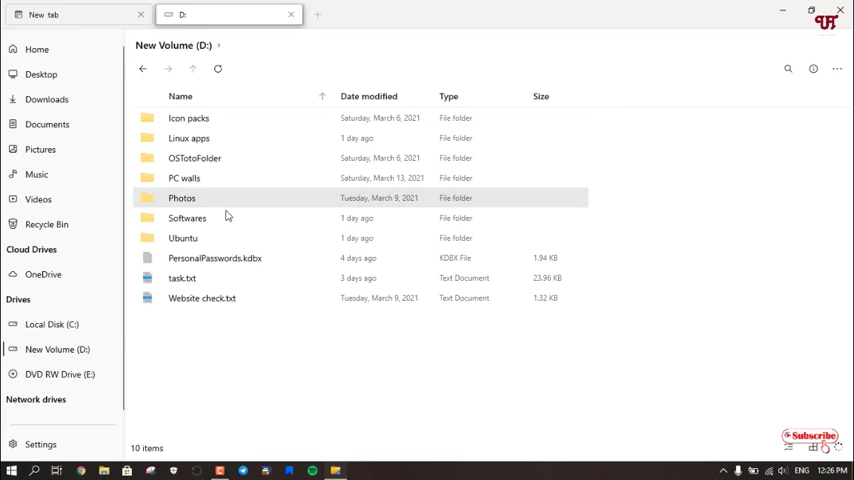 New tab
D:
UFT
New Volume (D:)
Home
Desktop
Downloads
Documents
Pictures
Music
Videos
Recycle Bin
Cloud Drives
OneDrive
Drives
Local Disk (C:)
New Volume (D:)
DVD RW Drive (E:)
Network drives
Settings
Name Date modified Type Size
Icon packs Saturday, March 6, 2021 File folder
Linux apps 1 day ago File folder
OSTotoFolder Saturday, March 6, 2021 File folder
PC walls Saturday, March 13, 2021 File folder
Photos Tuesday, March 9, 2021 File folder
Softwares 1 day ago File folder
Ubuntu 1 day ago File folder
PersonalPasswords.kdbx 4 days ago KDBX File 1.94 KB
task.txt 3 days ago Text Document 23.96 KB
Website check.txt Tuesday, March 9, 2021 Text Document 1.32 KB
10 items
Subscribe
ENG 12:26 PM